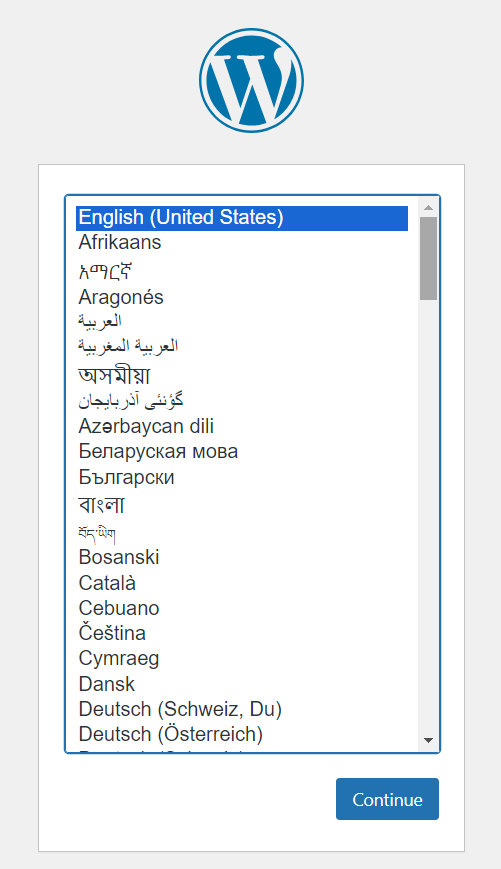 English (United States)
Afrikaans
አማርኛ
Aragonés
العربية
العربية المغربية
অসমীয়া
گؤنئی آذربایجان
Azərbaycan dili
Беларуская мова
Български
বাংলা
བོད་ཡིག
Bosanski
Català
Cebuano
Čeština
Cymraeg
Dansk
Deutsch (Schweiz, Du)
Deutsch (Österreich)
Continue